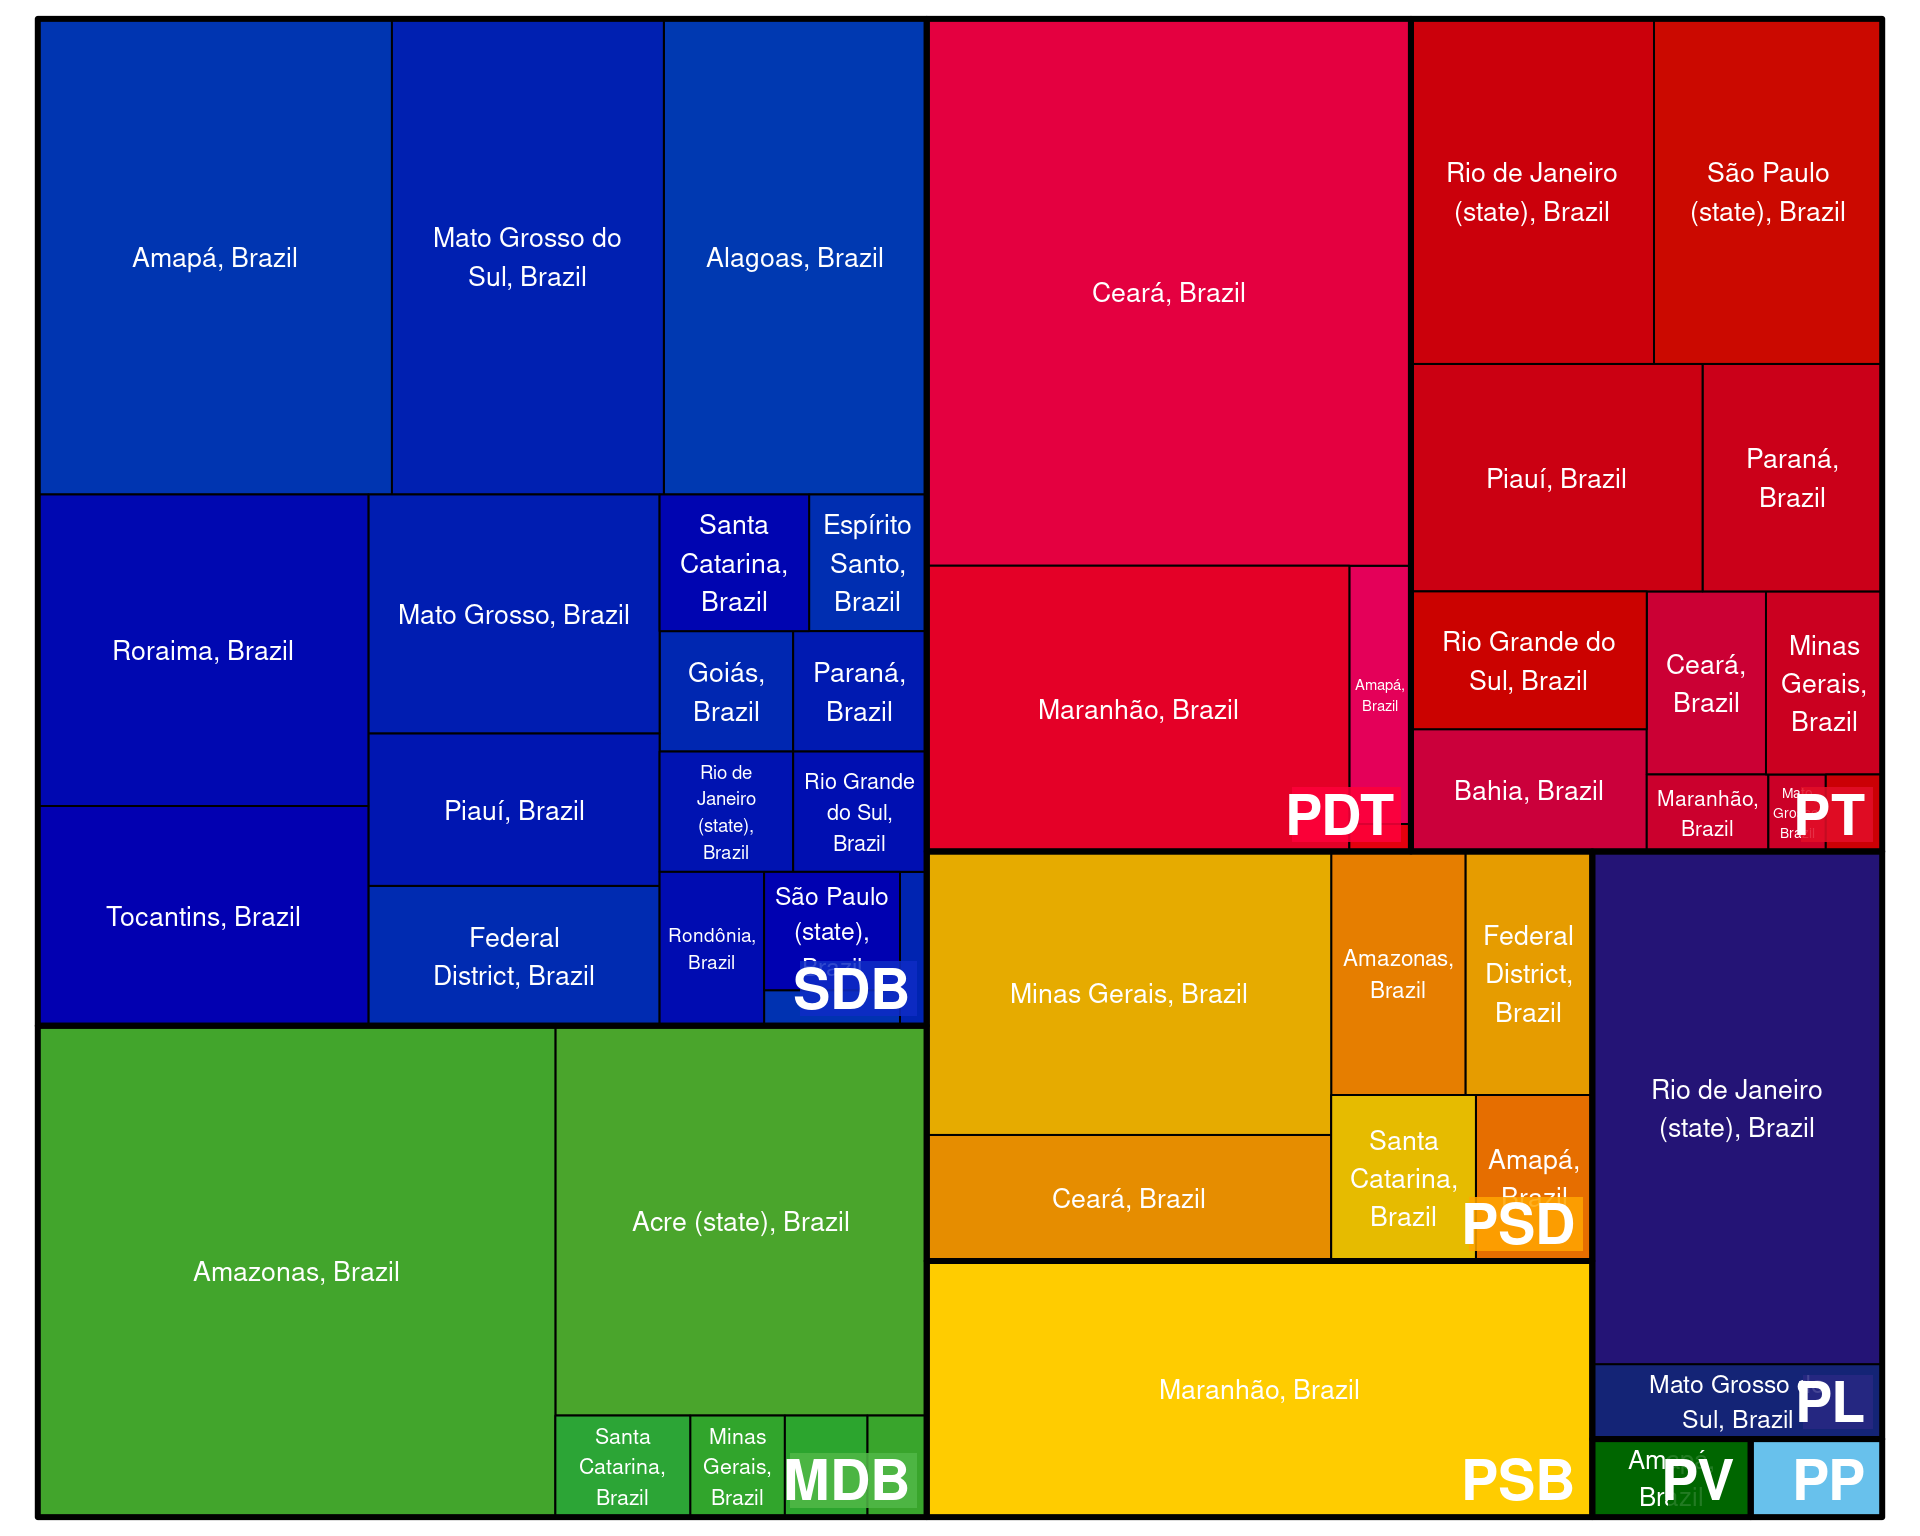 Amapá, Brazil
Mato Grosso do
Sul, Brazil
Alagoas, Brazil
Roraima, Brazil
Mato Grosso, Brazil
Santa
Catarina,
Brazil
Espírito
Santo,
Brazil
Goiás,
Brazil
Paraná,
Brazil
Tocantins, Brazil
Piauí, Brazil
Rio de
Janeiro
(state),
Brazil
Rio Grande
do Sul,
Brazil
Federal
District, Brazil
Rondônia,
Brazil
São Paulo
(state),
Brazil
SDB
Ceará, Brazil
Maranhão, Brazil
Amapá,
Brazil
PDT
Rio de Janeiro
(state), Brazil
São Paulo
(state), Brazil
Piauí, Brazil
Paraná,
Brazil
Rio Grande do
Sul, Brazil
Ceará,
Brazil
Minas
Gerais,
Brazil
Bahia, Brazil
Maranhão,
Brazil
PT
Amazonas, Brazil
Acre (state), Brazil
Santa
Catarina,
Brazil
Minas
Gerais,
Brazil
MDB
Minas Gerais, Brazil
Amazonas,
Brazil
Federal
District,
Brazil
Ceará, Brazil
Santa
Catarina,
Brazil
Amapá,
Brazil
PSD
Maranhão, Brazil
PSB
Rio de Janeiro
(state), Brazil
Mato Grosso do
Sul, Brazil
PL
Amapá,
Brazil
PV
PP